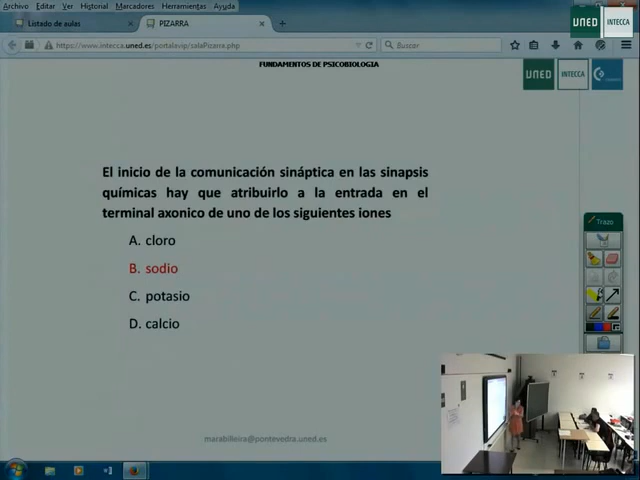 Archivo Editar Ver Historial Marcadores Herramientas Ayuda
Listado de aulas
PIZARRA
https://www.intecca.uned.es/portalavip/salaPizarra.php
Buscar
UNED
INTECCA
FUNDAMENTOS DE PSICOBIOLOGIA
UNED
INTECCA
El inicio de la comunicación sináptica en las sinapsis
químicas hay que atribuirlo a la entrada en el
terminal axonico de uno de los siguientes iones
A. cloro
B. sodio
C. potasio
D. calcio
Trazo
marabilleira@pontevedra.uned.es